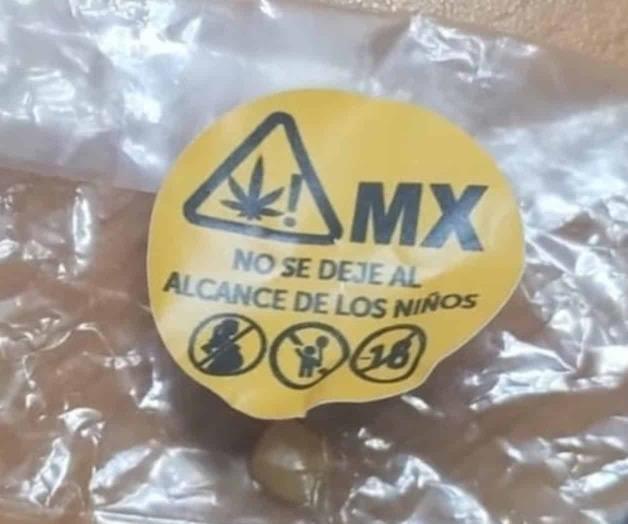 MX
NO SE DEJE AL
ALCANCE DE LOS NIÑOS
-18